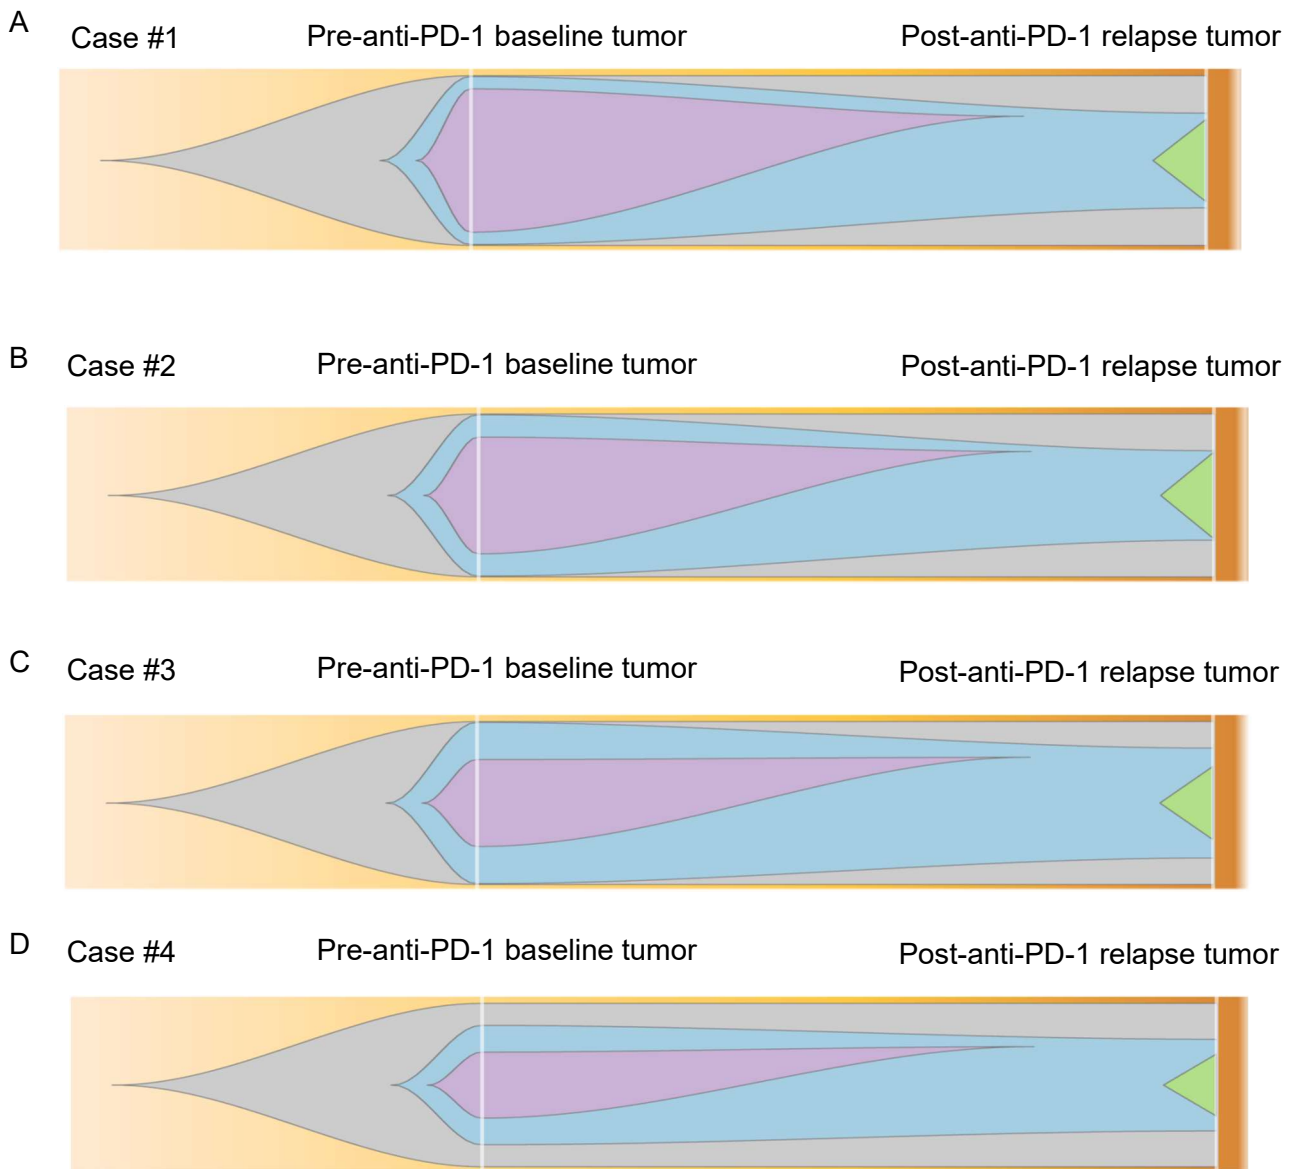 A
Case #1 Pre-anti-PD-1 baseline tumor Post-anti-PD-1 relapse tumor
B
Case #2 Pre-anti-PD-1 baseline tumor Post-anti-PD-1 relapse tumor
C
Case #3 Pre-anti-PD-1 baseline tumor Post-anti-PD-1 relapse tumor
D
Case #4 Pre-anti-PD-1 baseline tumor Post-anti-PD-1 relapse tumor